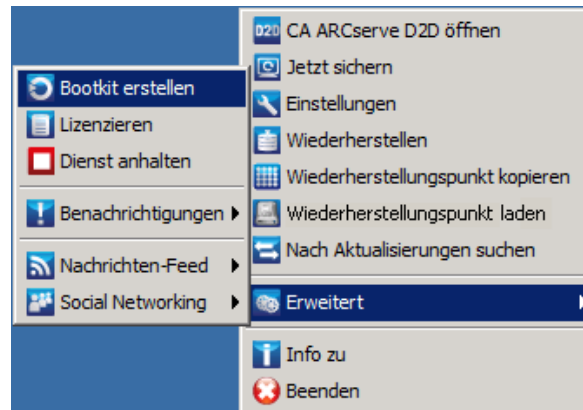 D2D CA ARCserve D2D öffnen
Jetzt sichern
Einstellungen
Wiederherstellen
Wiederherstellungspunkt kopieren
Wiederherstellungspunkt laden
Nach Aktualisierungen suchen
Erweitert
Info zu
Beenden
Bootkit erstellen
Lizenzieren
Dienst anhalten
Benachrichtigungen
Nachrichten-Feed
Social Networking